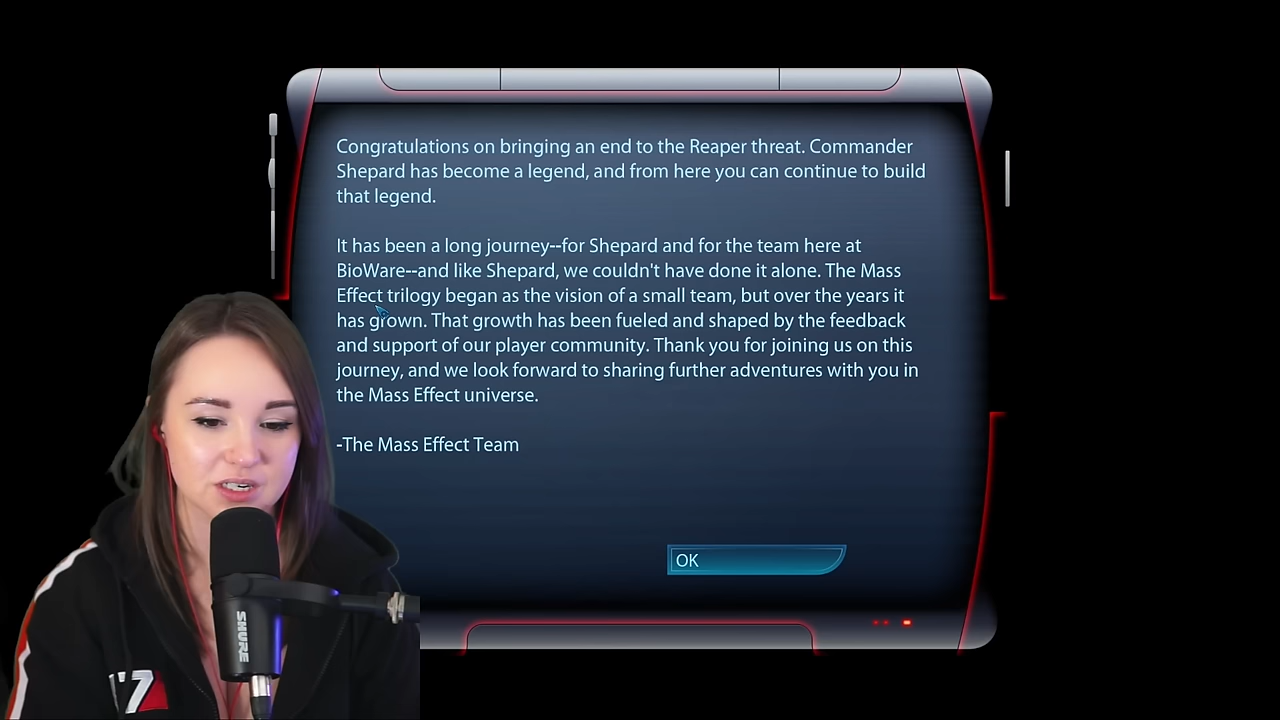 Congratulations on bringing an end to the Reaper threat. Commander
Shepard has become a legend, and from here you can continue to build
that legend.
It has been a long journey--for Shepard and for the team here at
BioWare--and like Shepard, we couldn't have done it alone. The Mass
Effect trilogy began as the vision of a small team, but over the years it
has grown. That growth has been fueled and shaped by the feedback
and support of our player community. Thank you for joining us on this
journey, and we look forward to sharing further adventures with you in
the Mass Effect universe.
-The Mass Effect Team
OK
SHURE
7